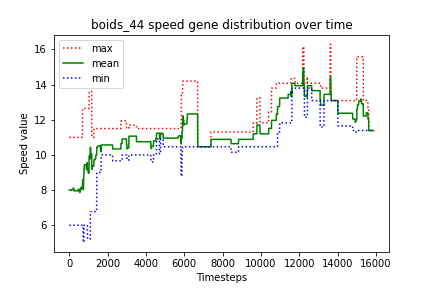 boids_44 speed gene distribution over time
max
mean
min
Speed value
16
14
12
10
8
6
0
2000
4000
6000
8000
10000
12000
14000
16000
Timesteps